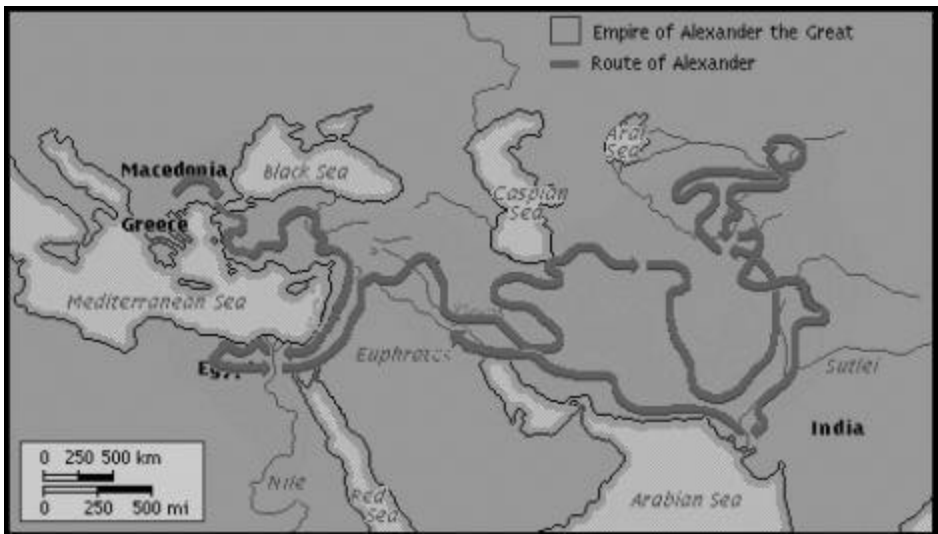 Empire of Alexander the Great
Route of Alexander
Aral
Sea
Macedonia
Black Sea
Caspian
Sea
Greece
Mediterranean Sea
Euphrates
Sutlei
India
0 250 500 km
0 250 500 mi
Nile
Red
Sea
Arabian Sea